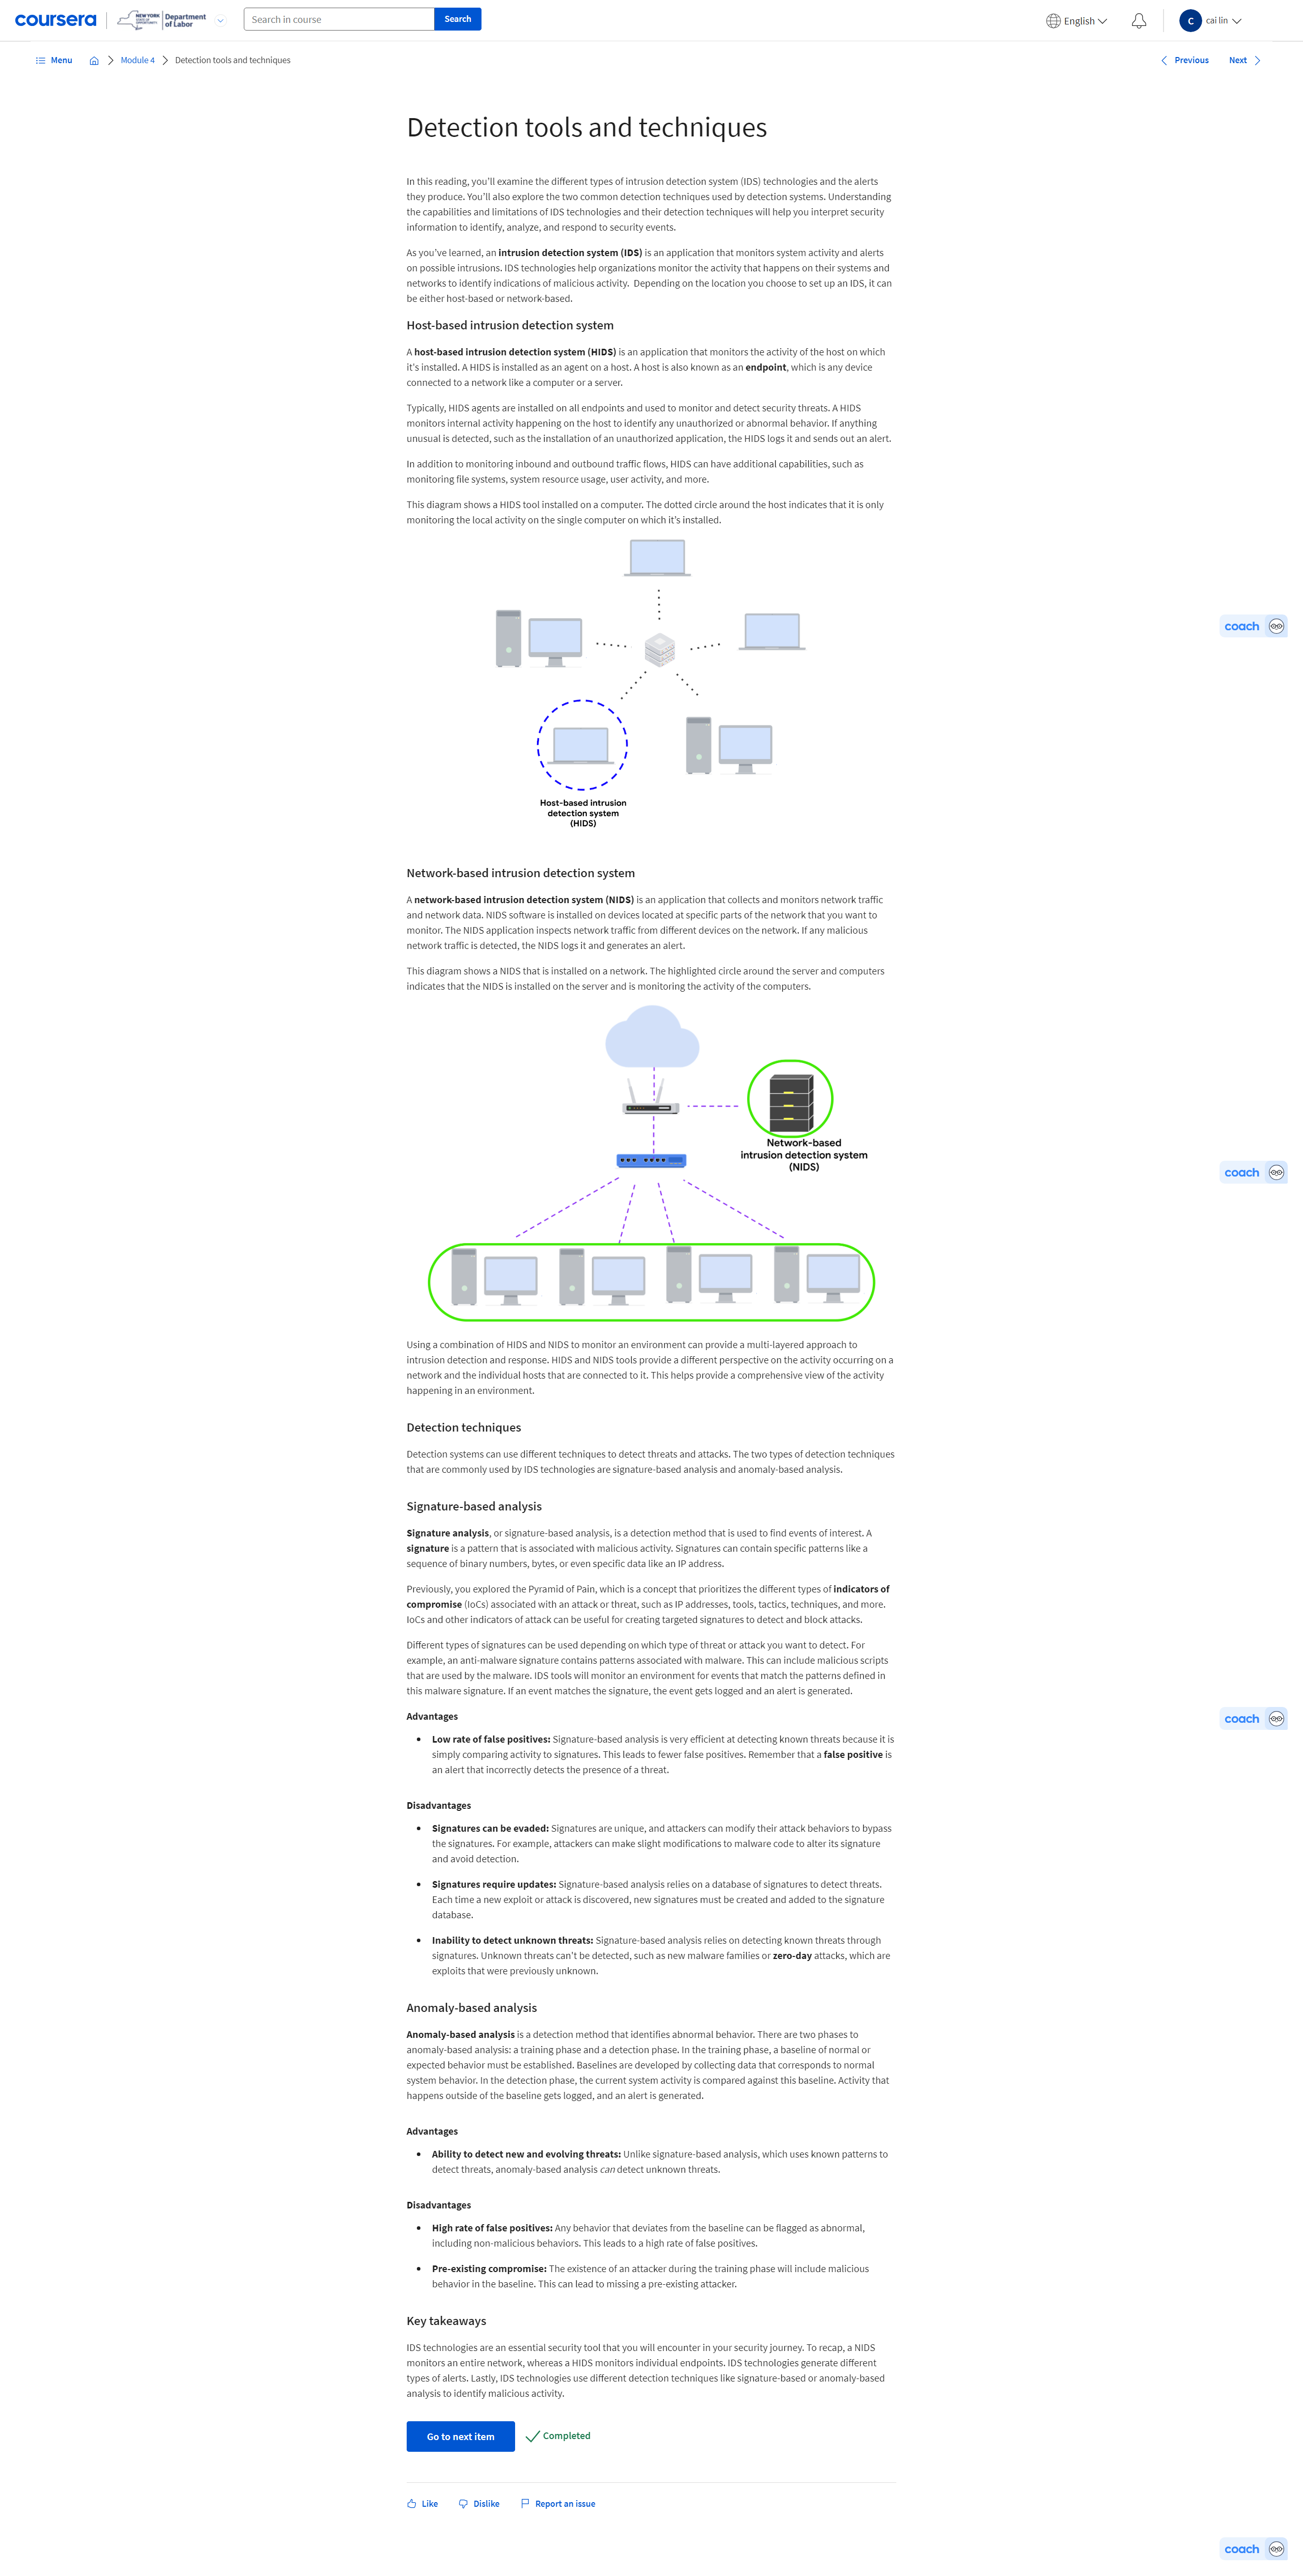 coursera
NEW YORK
STATE OF
OPPORTUNITY
Department
of Labor
Search in course
Search
English
C
cai lin
Menu
Module 4
Detection tools and techniques
Previous
Next
Detection tools and techniques
In this reading, you’ll examine the different types of intrusion detection system (IDS) technologies and the alerts
they produce. You’ll also explore the two common detection techniques used by detection systems. Understanding
the capabilities and limitations of IDS technologies and their detection techniques will help you interpret security
information to identify, analyze, and respond to security events.
As you’ve learned, an intrusion detection system (IDS) is an application that monitors system activity and alerts
on possible intrusions. IDS technologies help organizations monitor the activity that happens on their systems and
networks to identify indications of malicious activity. Depending on the location you choose to set up an IDS, it can
be either host-based or network-based.
Host-based intrusion detection system
A host-based intrusion detection system (HIDS) is an application that monitors the activity of the host on which
it's installed. A HIDS is installed as an agent on a host. A host is also known as an endpoint, which is any device
connected to a network like a computer or a server.
Typically, HIDS agents are installed on all endpoints and used to monitor and detect security threats. A HIDS
monitors internal activity happening on the host to identify any unauthorized or abnormal behavior. If anything
unusual is detected, such as the installation of an unauthorized application, the HIDS logs it and sends out an alert.
In addition to monitoring inbound and outbound traffic flows, HIDS can have additional capabilities, such as
monitoring file systems, system resource usage, user activity, and more.
This diagram shows a HIDS tool installed on a computer. The dotted circle around the host indicates that it is only
monitoring the local activity on the single computer on which it’s installed.
coach
Host-based intrusion
detection system
(HIDS)
Network-based intrusion detection system
A network-based intrusion detection system (NIDS) is an application that collects and monitors network traffic
and network data. NIDS software is installed on devices located at specific parts of the network that you want to
monitor. The NIDS application inspects network traffic from different devices on the network. If any malicious
network traffic is detected, the NIDS logs it and generates an alert.
This diagram shows a NIDS that is installed on a network. The highlighted circle around the server and computers
indicates that the NIDS is installed on the server and is monitoring the activity of the computers.
Network-based
intrusion detection system
(NIDS)
coach
Using a combination of HIDS and NIDS to monitor an environment can provide a multi-layered approach to
intrusion detection and response. HIDS and NIDS tools provide a different perspective on the activity occurring on a
network and the individual hosts that are connected to it. This helps provide a comprehensive view of the activity
happening in an environment.
Detection techniques
Detection systems can use different techniques to detect threats and attacks. The two types of detection techniques
that are commonly used by IDS technologies are signature-based analysis and anomaly-based analysis.
Signature-based analysis
Signature analysis, or signature-based analysis, is a detection method that is used to find events of interest. A
signature is a pattern that is associated with malicious activity. Signatures can contain specific patterns like a
sequence of binary numbers, bytes, or even specific data like an IP address.
Previously, you explored the Pyramid of Pain, which is a concept that prioritizes the different types of indicators of
compromise (IoCs) associated with an attack or threat, such as IP addresses, tools, tactics, techniques, and more.
IoCs and other indicators of attack can be useful for creating targeted signatures to detect and block attacks.
Different types of signatures can be used depending on which type of threat or attack you want to detect. For
example, an anti-malware signature contains patterns associated with malware. This can include malicious scripts
that are used by the malware. IDS tools will monitor an environment for events that match the patterns defined in
this malware signature. If an event matches the signature, the event gets logged and an alert is generated.
Advantages
coach
• Low rate of false positives: Signature-based analysis is very efficient at detecting known threats because it is
simply comparing activity to signatures. This leads to fewer false positives. Remember that a false positive is
an alert that incorrectly detects the presence of a threat.
Disadvantages
• Signatures can be evaded: Signatures are unique, and attackers can modify their attack behaviors to bypass
the signatures. For example, attackers can make slight modifications to malware code to alter its signature
and avoid detection.
• Signatures require updates: Signature-based analysis relies on a database of signatures to detect threats.
Each time a new exploit or attack is discovered, new signatures must be created and added to the signature
database.
• Inability to detect unknown threats: Signature-based analysis relies on detecting known threats through
signatures. Unknown threats can't be detected, such as new malware families or zero-day attacks, which are
exploits that were previously unknown.
Anomaly-based analysis
Anomaly-based analysis is a detection method that identifies abnormal behavior. There are two phases to
anomaly-based analysis: a training phase and a detection phase. In the training phase, a baseline of normal or
expected behavior must be established. Baselines are developed by collecting data that corresponds to normal
system behavior. In the detection phase, the current system activity is compared against this baseline. Activity that
happens outside of the baseline gets logged, and an alert is generated.
Advantages
• Ability to detect new and evolving threats: Unlike signature-based analysis, which uses known patterns to
detect threats, anomaly-based analysis can detect unknown threats.
Disadvantages
• High rate of false positives: Any behavior that deviates from the baseline can be flagged as abnormal,
including non-malicious behaviors. This leads to a high rate of false positives.
• Pre-existing compromise: The existence of an attacker during the training phase will include malicious
behavior in the baseline. This can lead to missing a pre-existing attacker.
Key takeaways
IDS technologies are an essential security tool that you will encounter in your security journey. To recap, a NIDS
monitors an entire network, whereas a HIDS monitors individual endpoints. IDS technologies generate different
types of alerts. Lastly, IDS technologies use different detection techniques like signature-based or anomaly-based
analysis to identify malicious activity.
Go to next item
Completed
Like
Dislike
Report an issue
coach